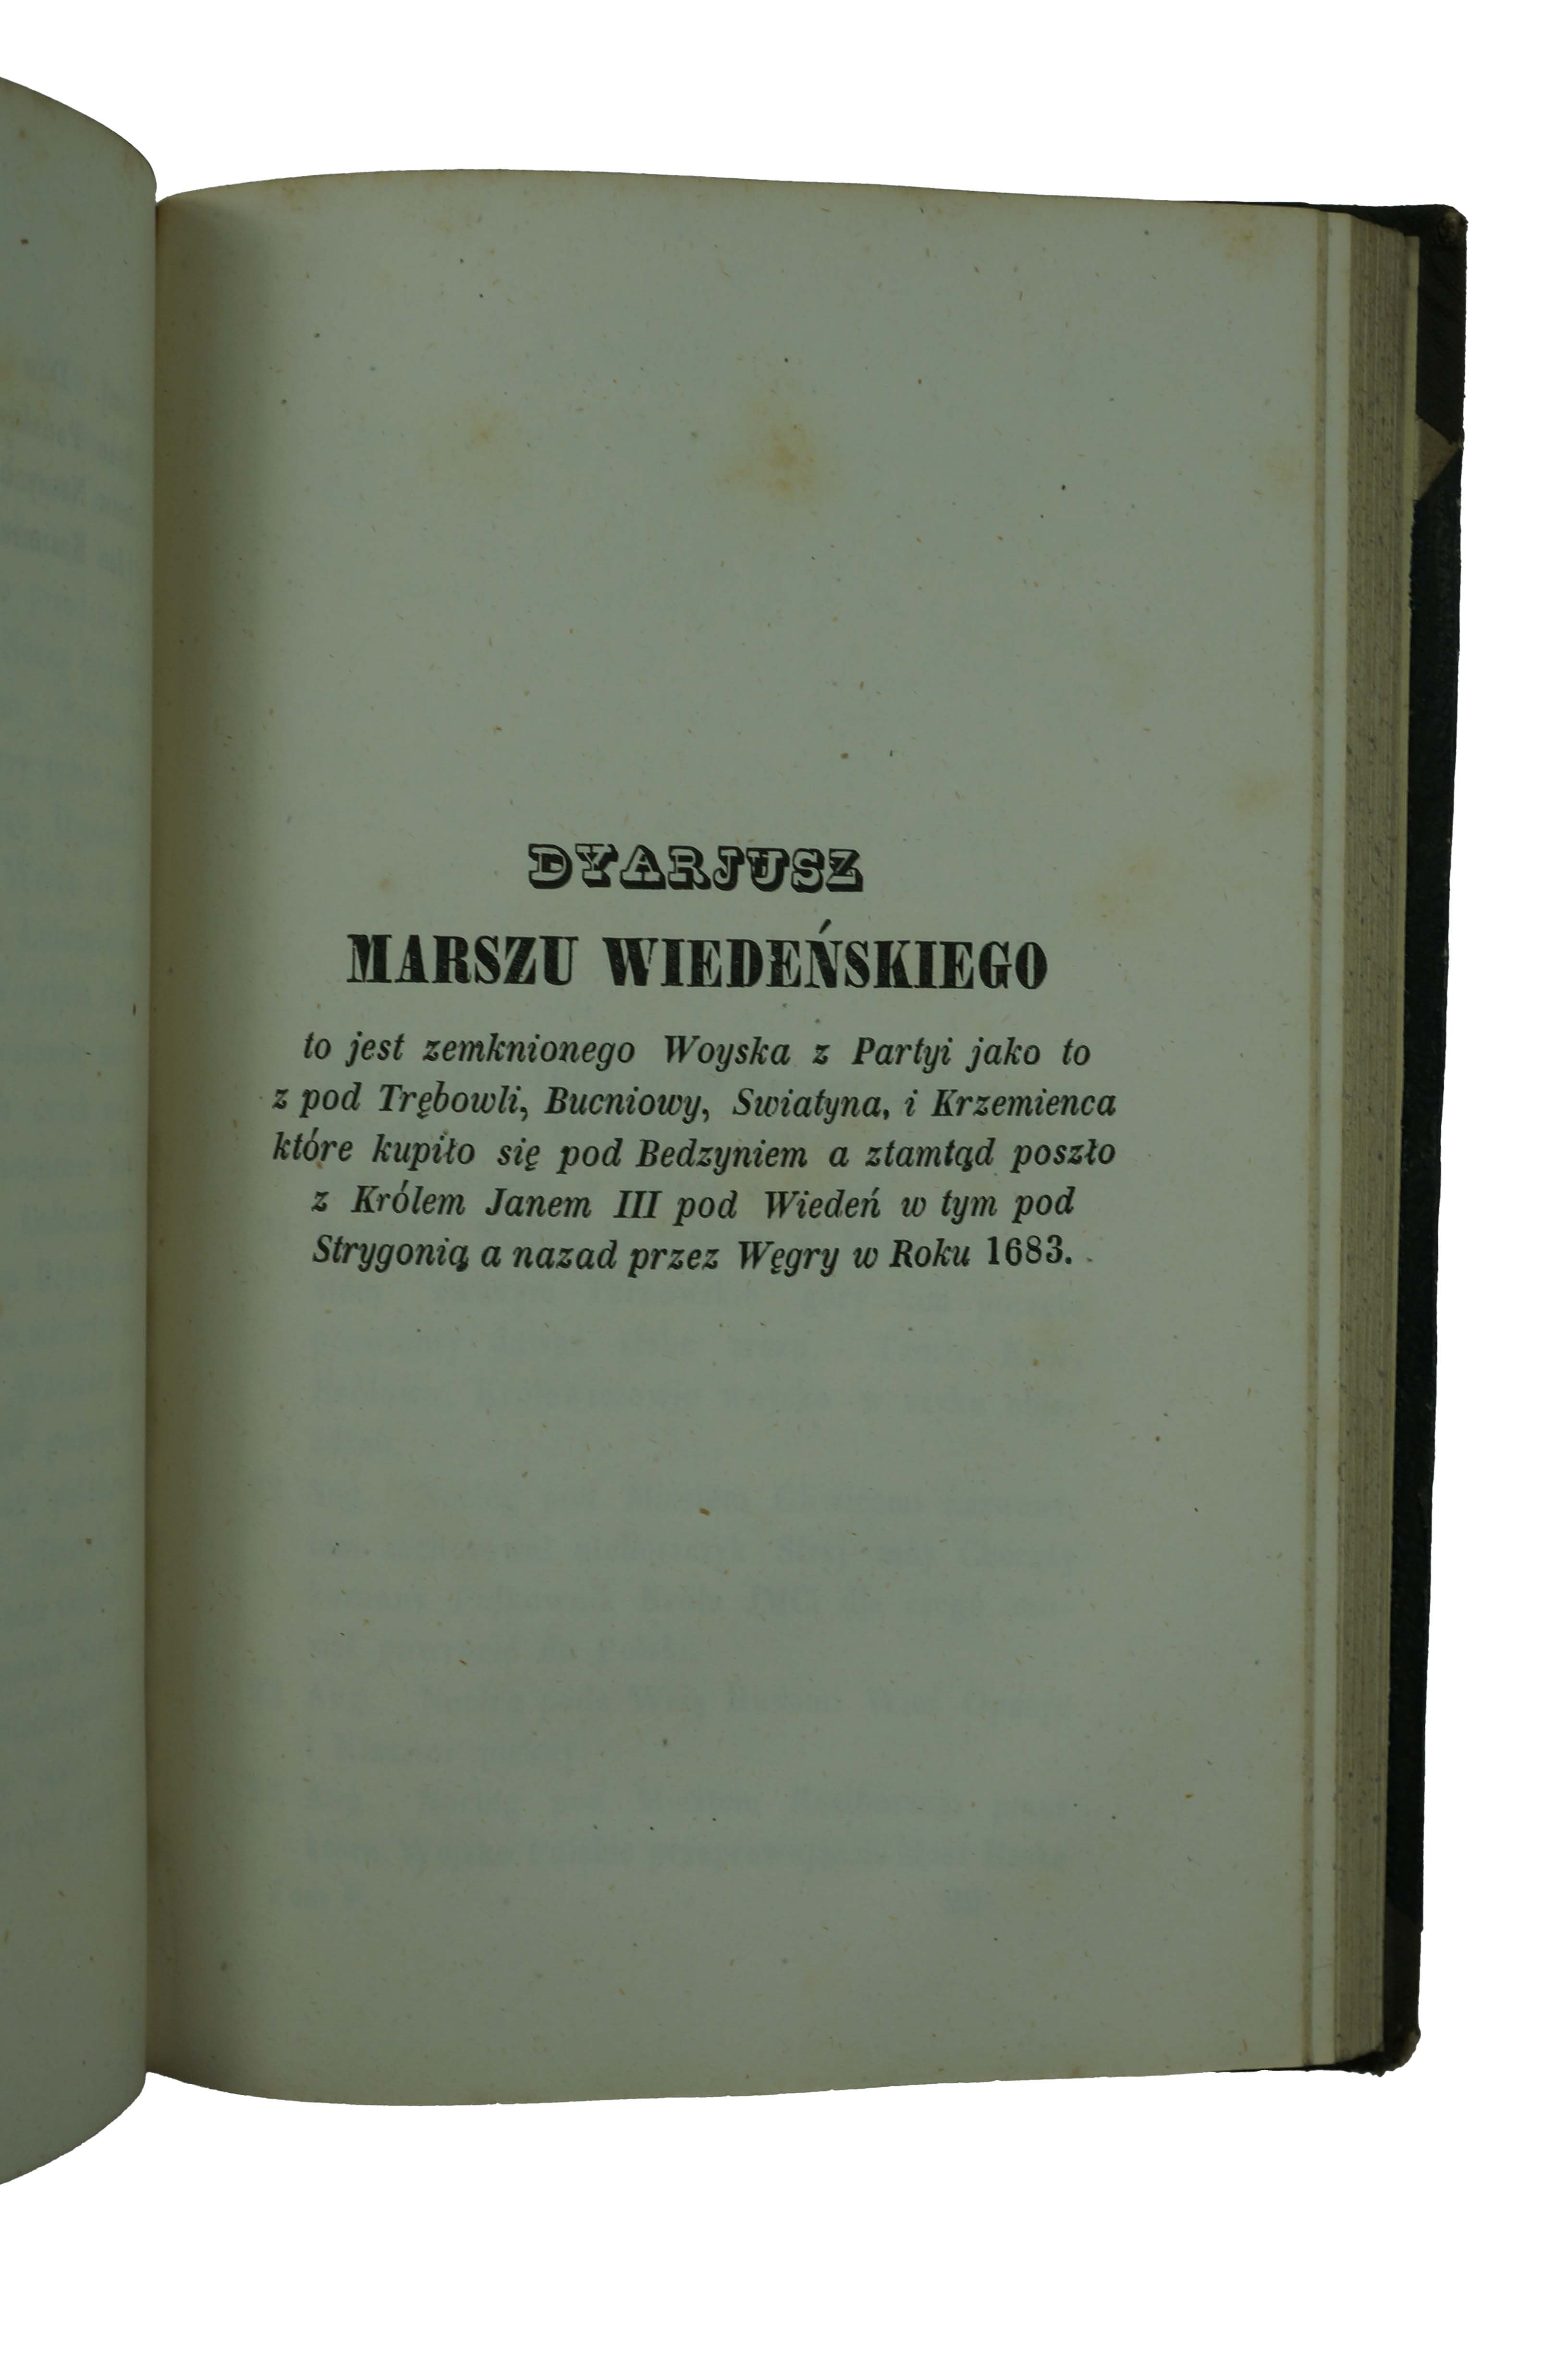 DYARJUSZ
MARSZU WIEDEŃSKIEGO
to jest zemknionego Woyska z Partyi jako to
z pod Trębowli, Bucniowy, Swiatyna, i Krzemienca
które kupiło się pod Bedzyniem a ztamtąd poszło
z Królem Janem III pod Wiedeń w tym pod
Strygonią a nazad przez Węgry w Roku 1683.